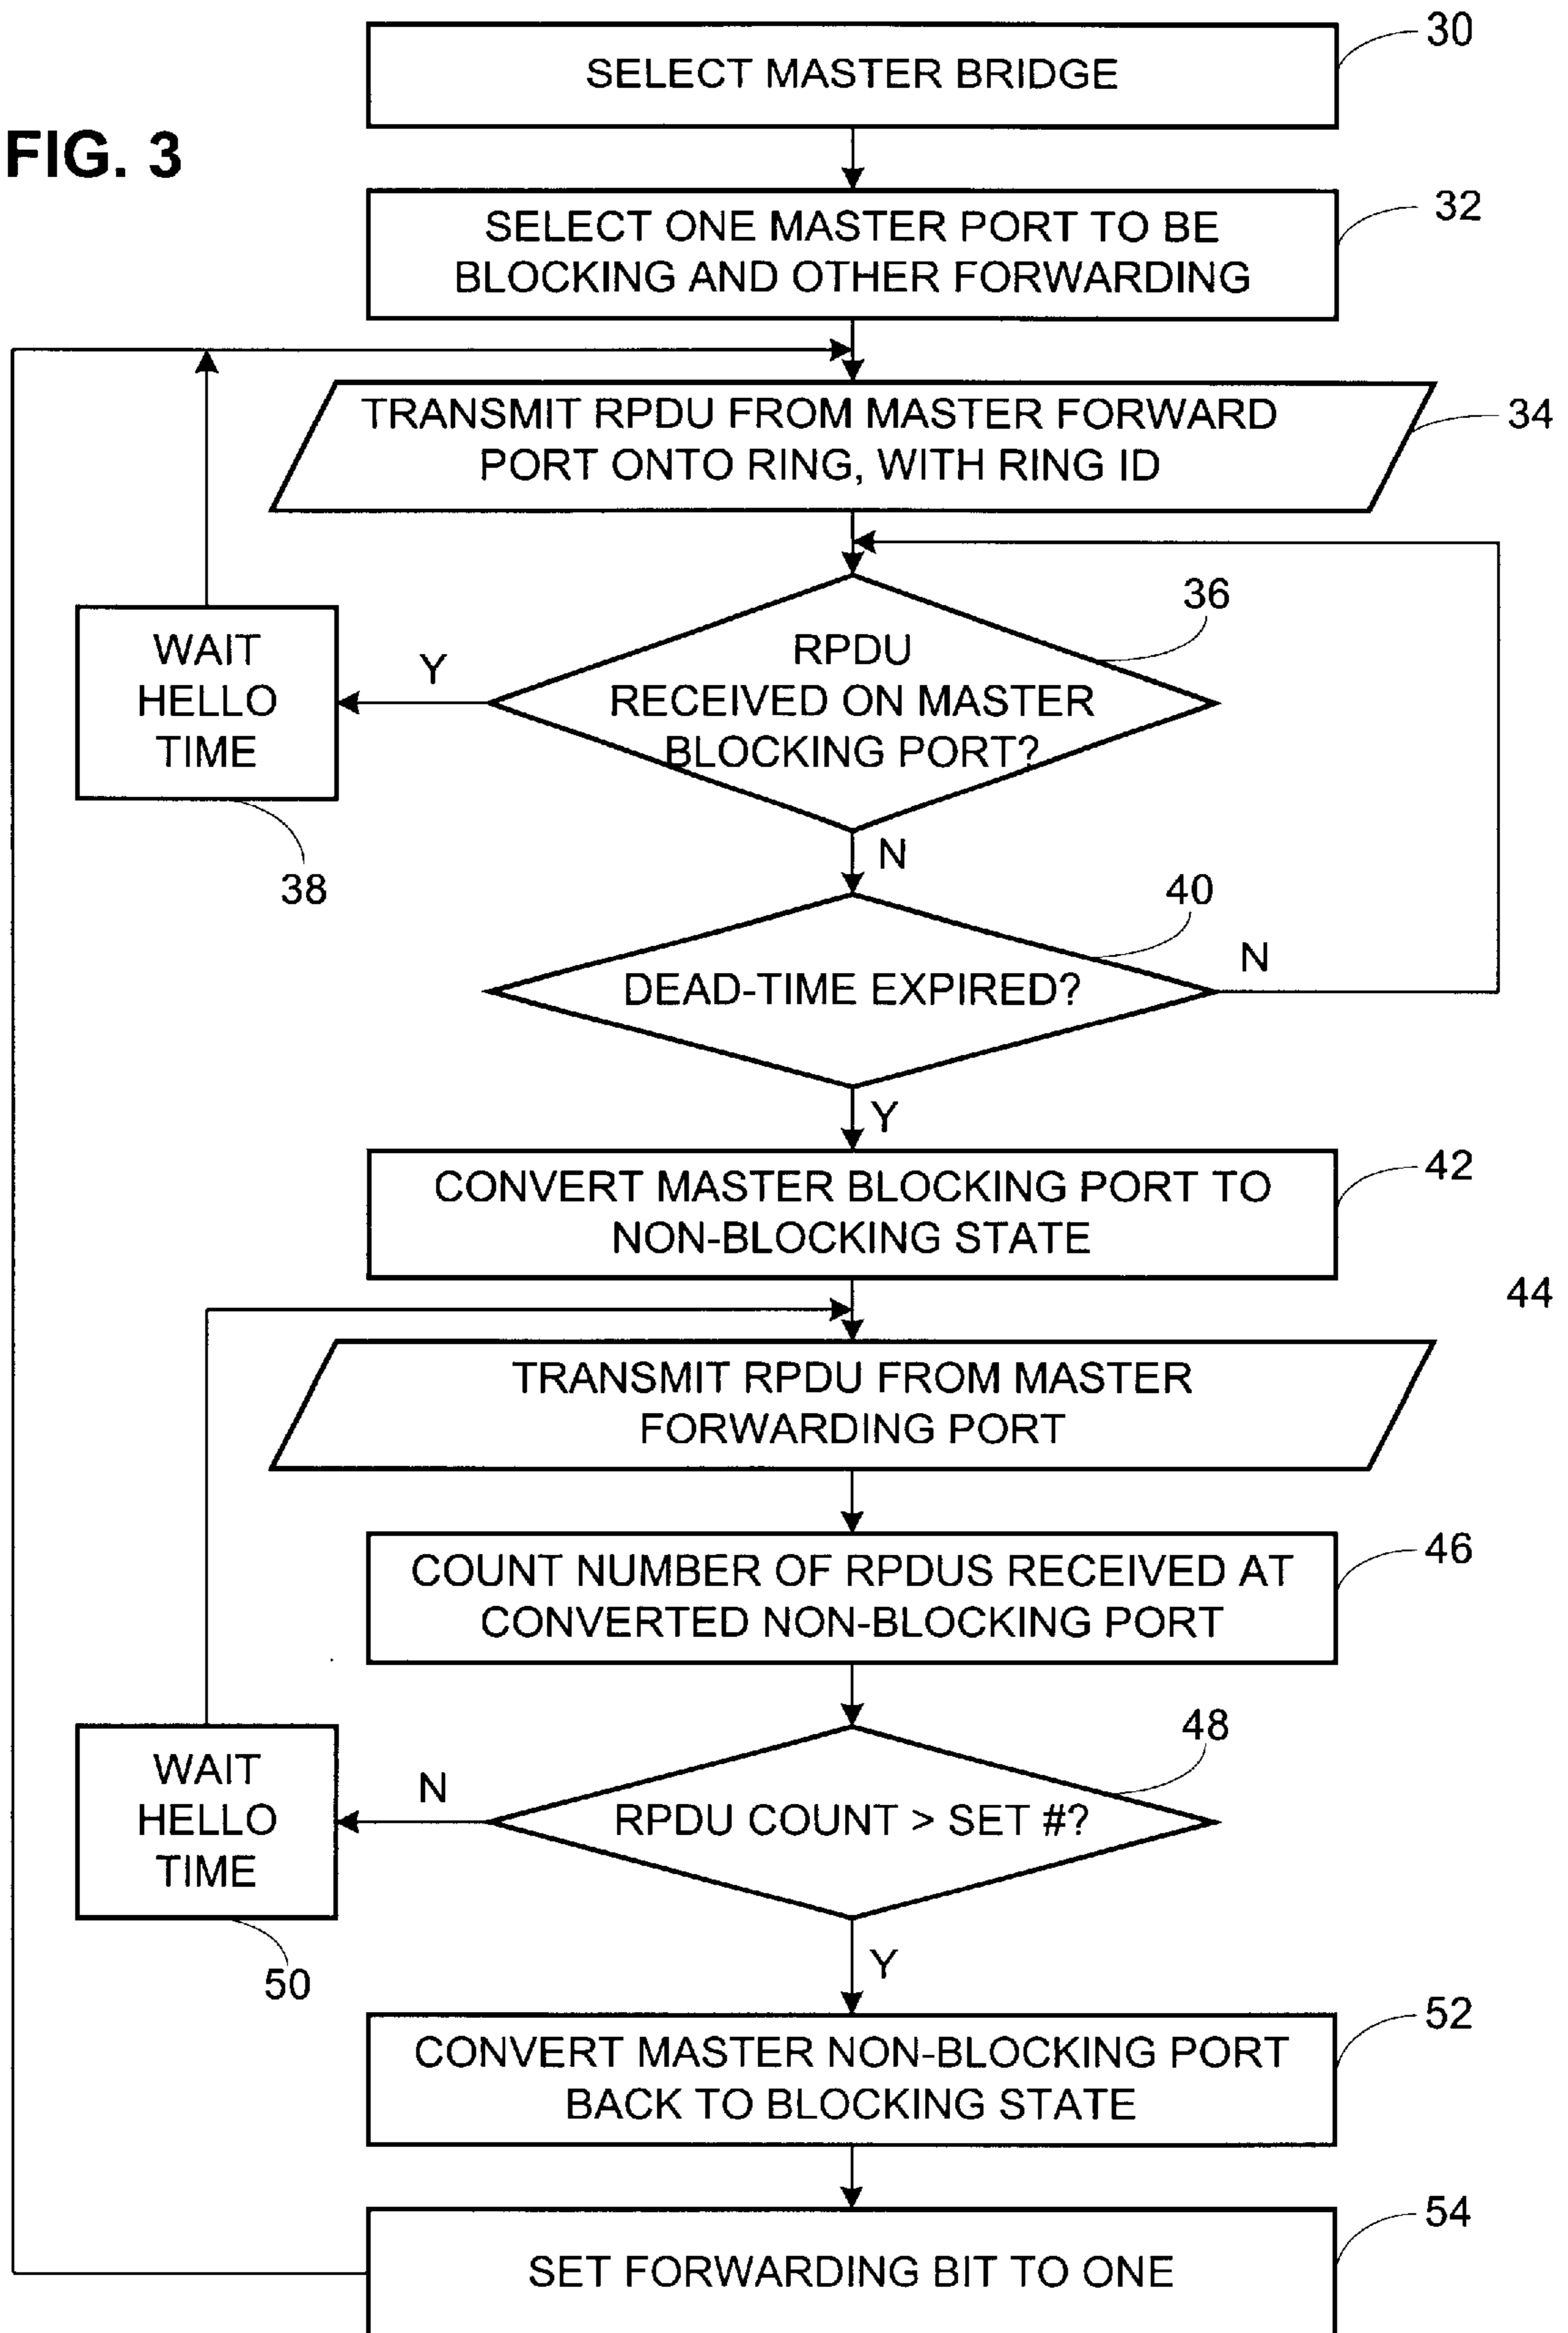 30
SELECT MASTER BRIDGE
FIG. 3
32
SELECT ONE MASTER PORT TO BE
BLOCKING AND OTHER FORWARDING
TRANSMIT RPDU FROM MASTER FORWARD
PORT ONTO RING, WITH RING ID
34
36
RPDU
RECEIVED ON MASTER
BLOCKING PORT?
Y
WAIT
HELLO
TIME
38
N
40
DEAD-TIME EXPIRED?
N
Y
CONVERT MASTER BLOCKING PORT TO
NON-BLOCKING STATE
42
44
TRANSMIT RPDU FROM MASTER
FORWARDING PORT
COUNT NUMBER OF RPDUS RECEIVED AT
CONVERTED NON-BLOCKING PORT
46
48
RPDU COUNT > SET #?
N
WAIT
HELLO
TIME
50
Y
CONVERT MASTER NON-BLOCKING PORT
BACK TO BLOCKING STATE
52
54
SET FORWARDING BIT TO ONE